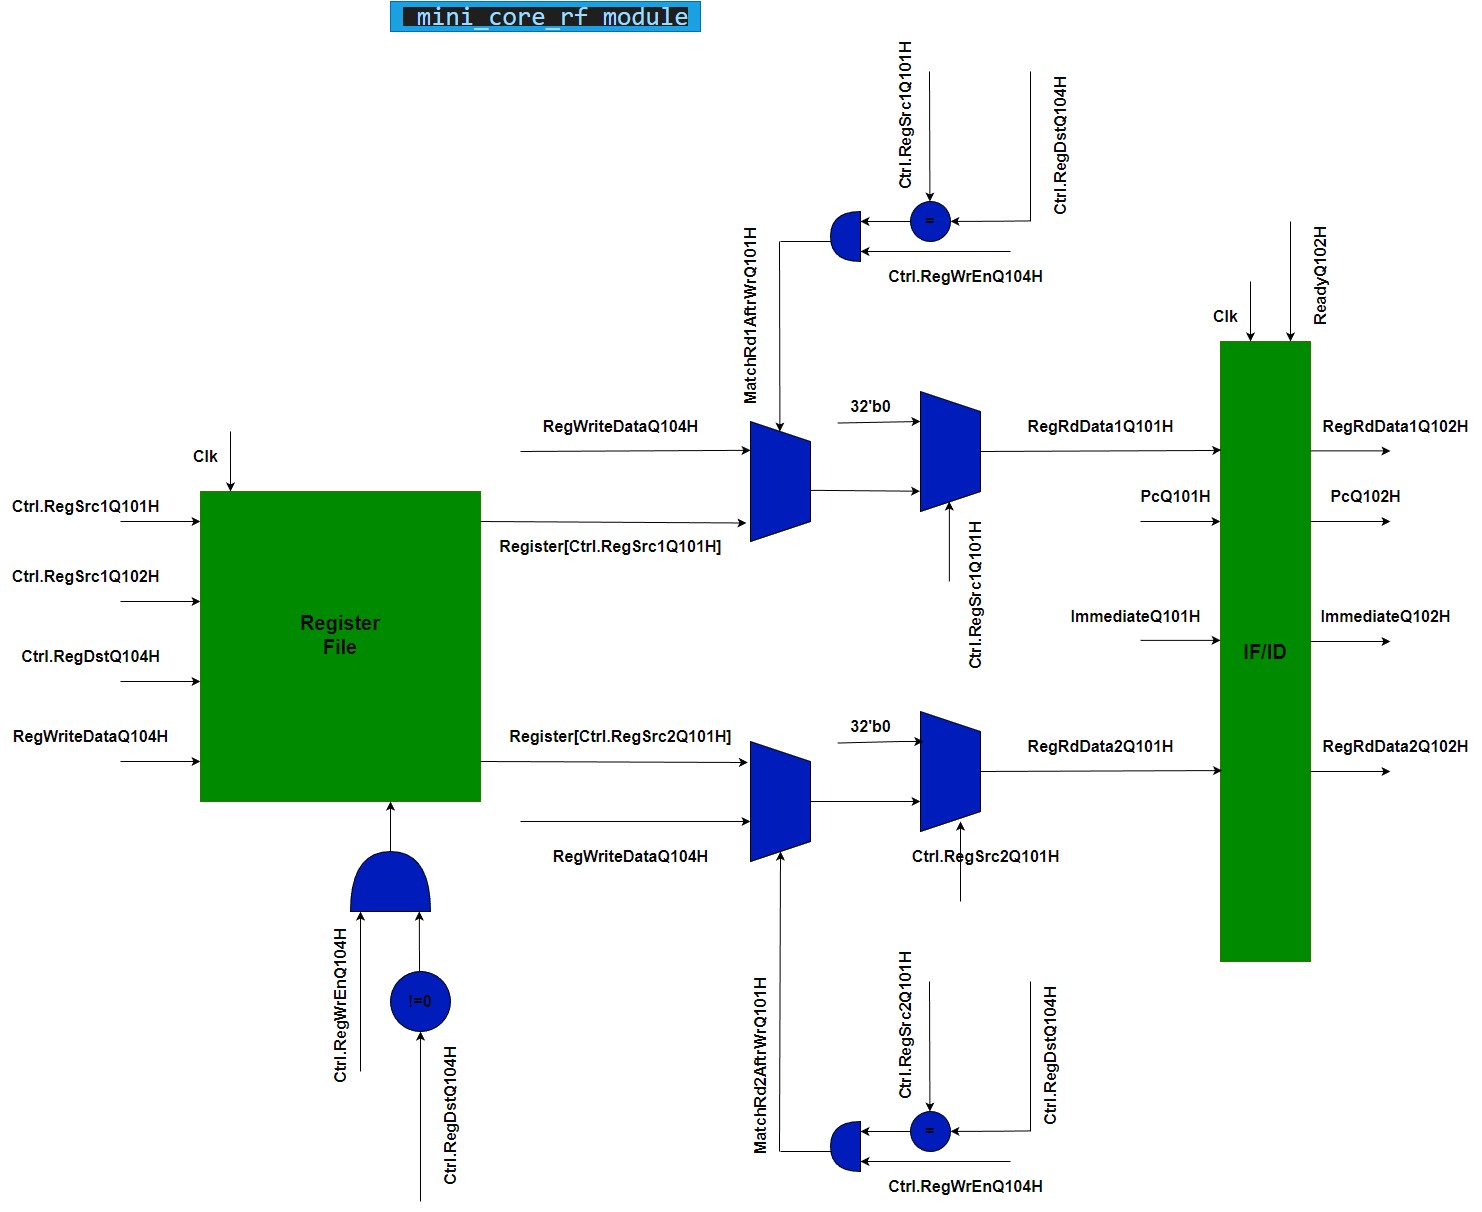 mini_core_rf module
Ctrl.RegSrc1Q101H
Ctrl.RegDstQ104H
=
Ctrl.RegWrEnQ104H
MatchRd1AftrWrQ101H
ReadyQ102H
Clk
32'b0
RegWriteDataQ104H
RegRdData1Q101H
RegRdData1Q102H
Clk
Ctrl.RegSrc1Q101H
PcQ101H
PcQ102H
Register[Ctrl.RegSrc1Q101H]
Ctrl.RegSrc1Q101H
Ctrl.RegSrc1Q102H
Register
File
ImmediateQ101H
ImmediateQ102H
IF/ID
Ctrl.RegDstQ104H
RegWriteDataQ104H
Register[Ctrl.RegSrc2Q101H]
32'b0
RegRdData2Q101H
RegRdData2Q102H
RegWriteDataQ104H
Ctrl.RegSrc2Q101H
Ctrl.RegWrEnQ104H
!=0
Ctrl.RegDstQ104H
MatchRd2AftrWrQ101H
Ctrl.RegSrc2Q101H
Ctrl.RegDstQ104H
=
Ctrl.RegWrEnQ104H